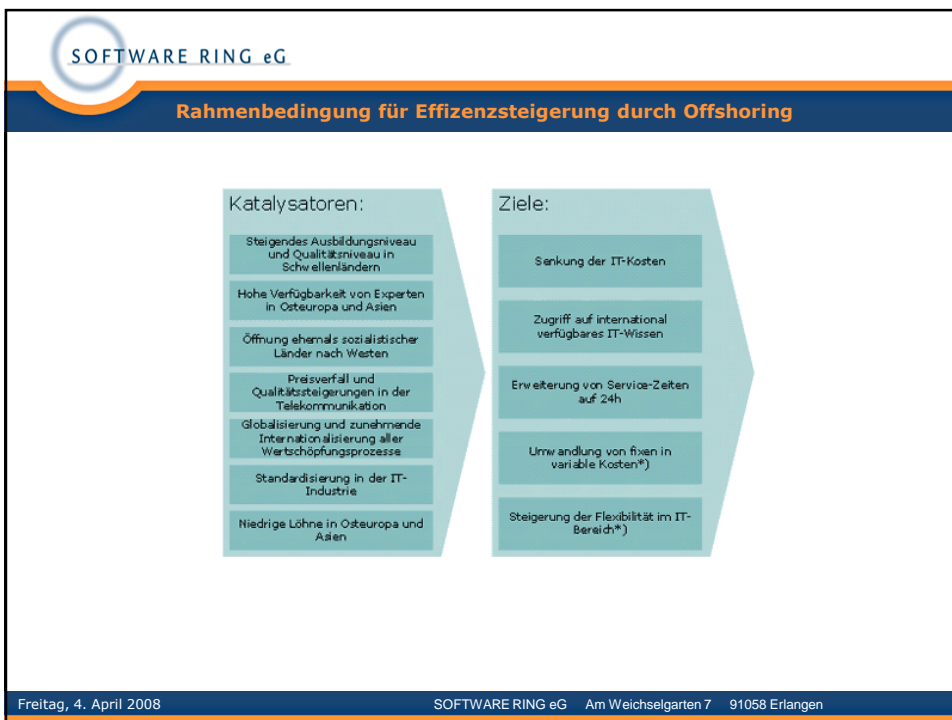 SOFTWARE RING eG
Rahmenbedingung für Effizenzsteigerung durch Offshoring
Katalysatoren:
Steigendes Ausbildungsniveau
und Qualitätsniveau in
Schwellenländern
Hohe Verfügbarkeit von Experten
in Osteuropa und Asien
Öffnung ehemals sozialistischer
Länder nach Westen
Preisverfall und
Qualitätssteigerungen in der
Telekommunikation
Globalisierung und zunehmende
Internationalisierung aller
Wertschöpfungsprozesse
Standardisierung in der IT-
Industrie
Niedrige Löhne in Osteuropa und
Asien
Ziele:
Senkung der IT-Kosten
Zugriff auf international
verfügbares IT-Wissen
Erweiterung von Service-Zeiten
auf 24h
Umwandlung von fixen in
variable Kosten*)
Steigerung der Flexibilität im IT-
Bereich*)
Freitag, 4. April 2008
SOFTWARE RING eG Am Weichselgarten 7 91058 Erlangen